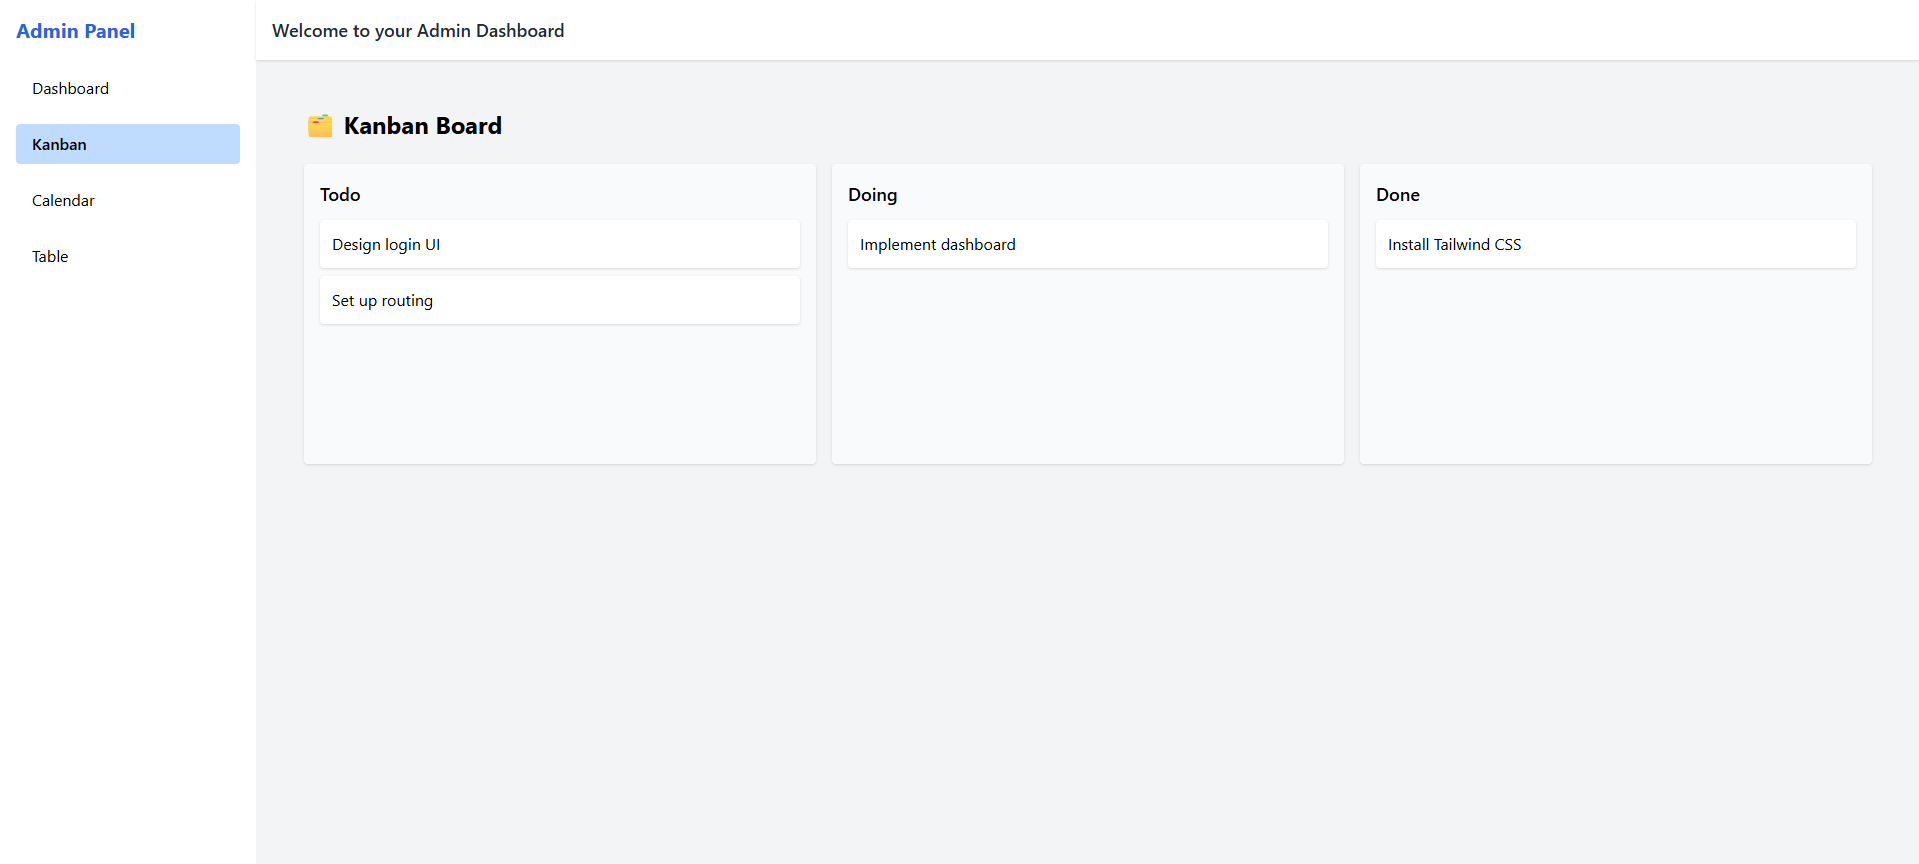 Admin Panel
Dashboard
Kanban
Calendar
Table
Welcome to your Admin Dashboard
Kanban Board
Todo
Design login UI
Set up routing
Doing
Implement dashboard
Done
Install Tailwind CSS